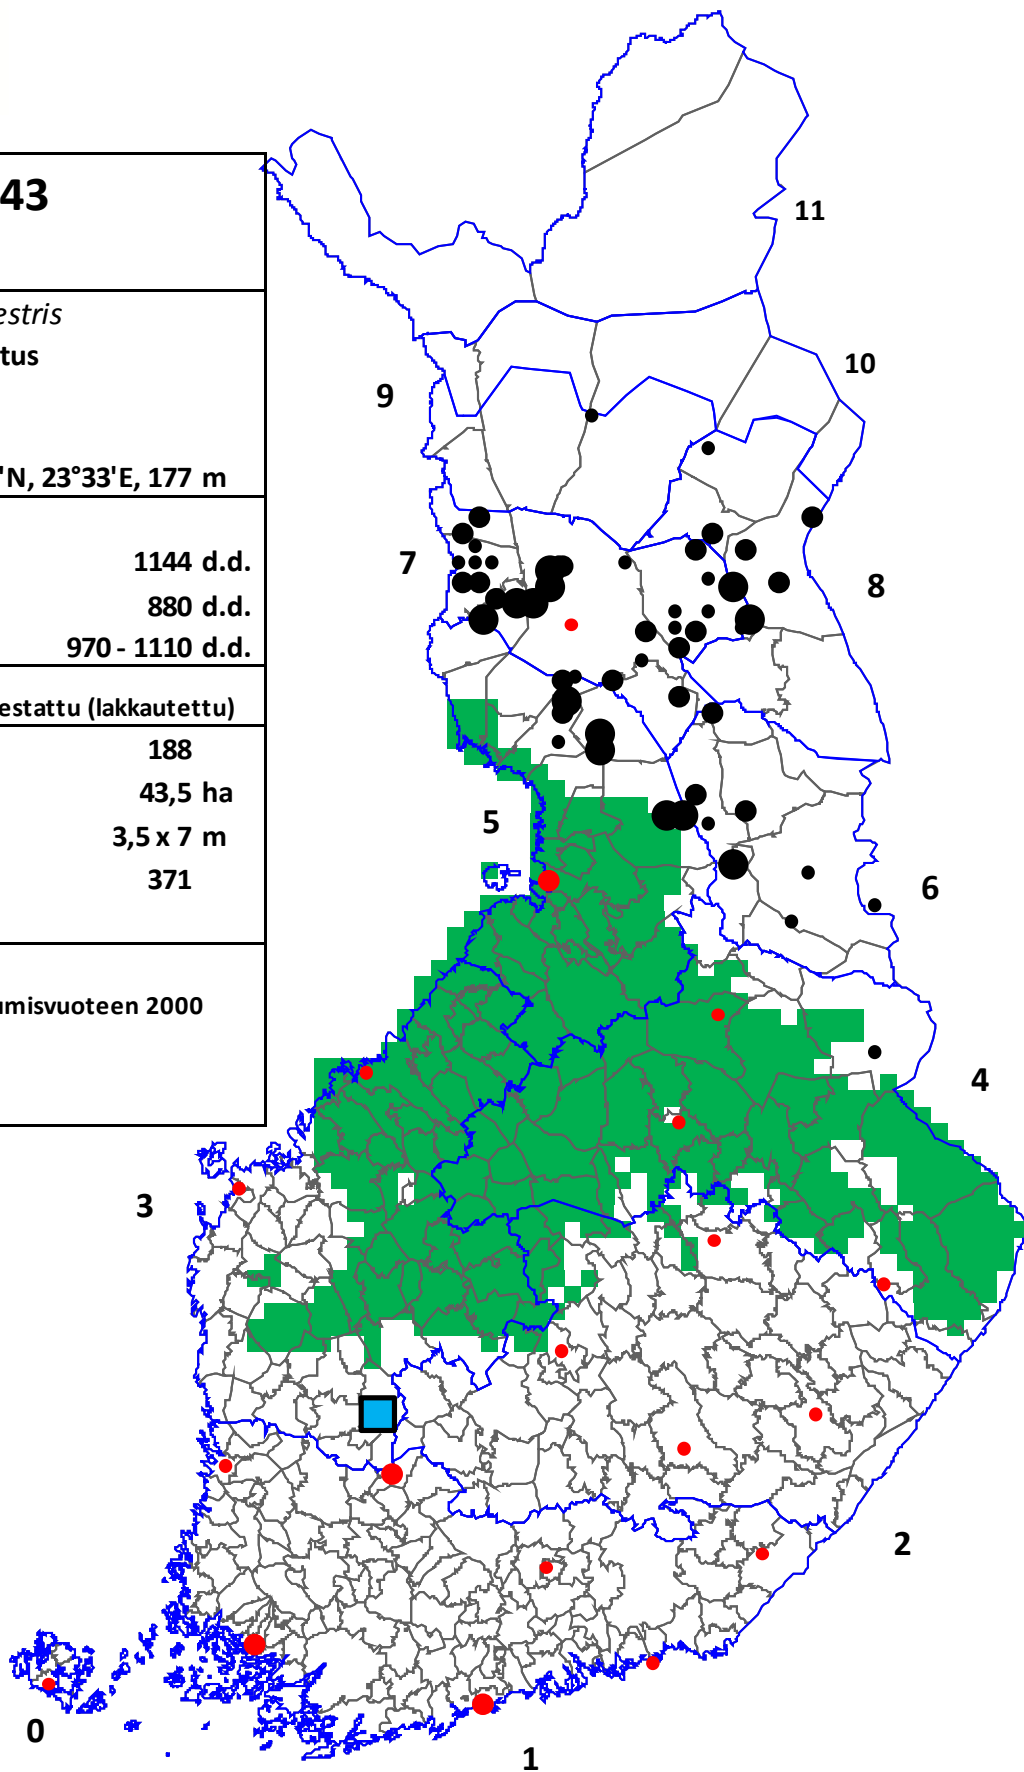 43
estris
tus
'N, 23°33'E, 177 m
1144 d.d.
880 d.d.
970 - 1110 d.d.
estattu (lakkautettu)
188
43,5 ha
3,5 x 7 m
371
umisvuoteen 2000
11
10
9
8
7
6
5
4
3
2
1
0